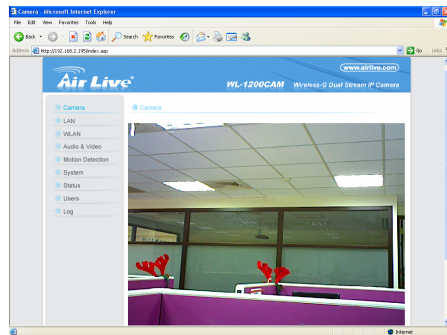 Camera - Microsoft Internet Explorer
File Edit View Favorites Tools Help
Back Search Favorites
Address http://192.168.2.195/index.asp Go Links
Air Live
www.airlive.com
WL-1200CAM Wireless-G Dual Stream IP Camera
Camera
LAN
WLAN
Audio & Video
Motion Detection
System
Status
Users
Log
Camera
Internet